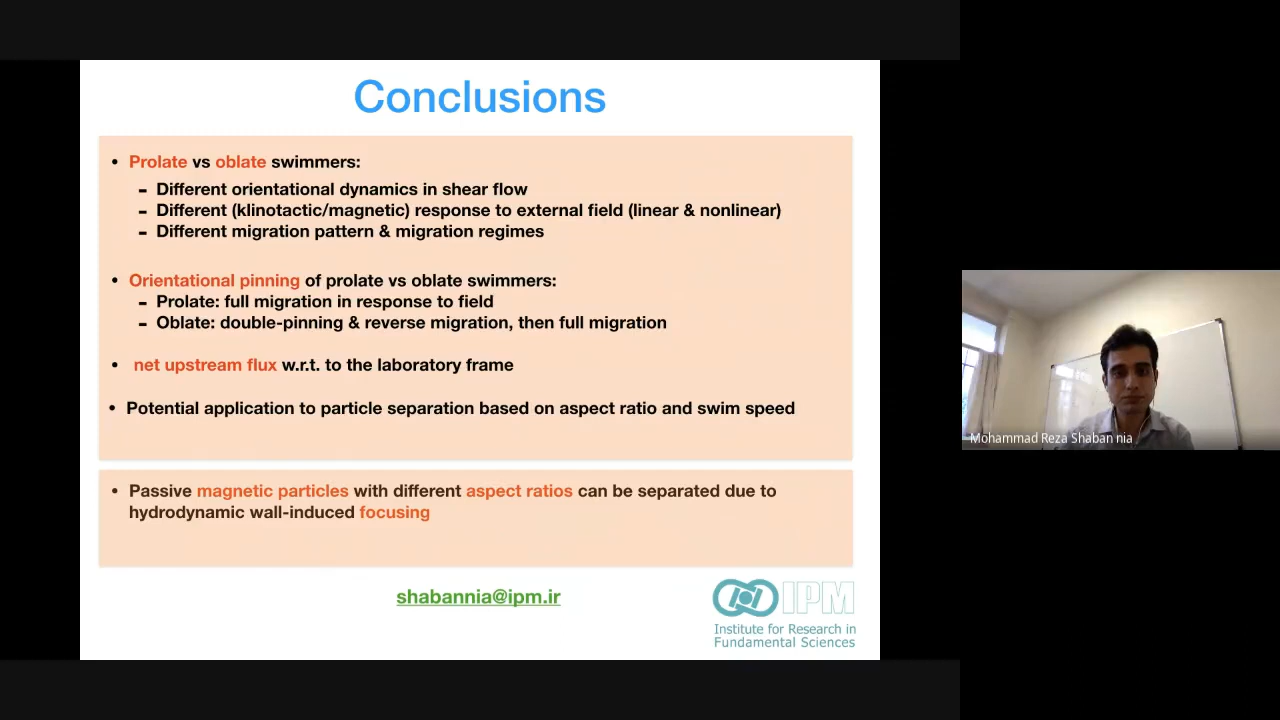 Conclusions
• Prolate vs oblate swimmers:
- Different orientational dynamics in shear flow
- Different (klinotactic/magnetic) response to external field (linear & nonlinear)
- Different migration pattern & migration regimes
• Orientational pinning of prolate vs oblate swimmers:
- Prolate: full migration in response to field
- Oblate: double-pinning & reverse migration, then full migration
• net upstream flux w.r.t. to the laboratory frame
• Potential application to particle separation based on aspect ratio and swim speed
• Passive magnetic particles with different aspect ratios can be separated due to
hydrodynamic wall-induced focusing
shabannia@ipm.ir
IPM
Institute for Research in
Fundamental Sciences
Mohammad Reza Shaban nia